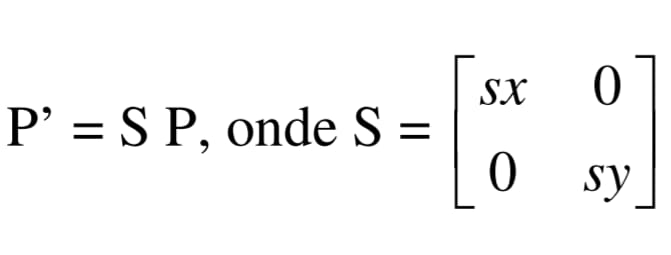 P’ = S P, onde S = [sx 0
0 sy]